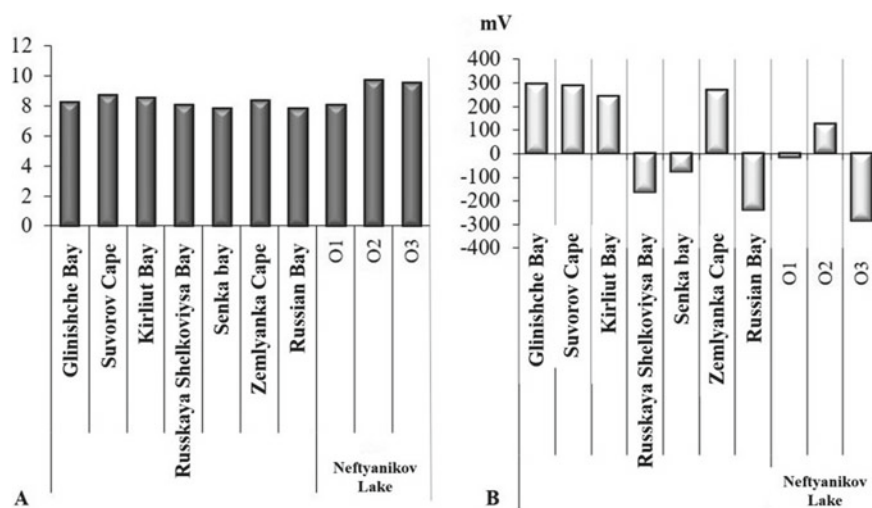 12
10
8
6
4
2
0
Glinishche Bay
Suvorov Cape
Kirliut Bay
Russkaya Shelkoviysa Bay
Senka bay
Zemlyanka Cape
Russian Bay
O1
O2
O3
Neftyanikov
Lake
A
mV
400
300
200
100
0
-100
-200
-300
-400
Glinishche Bay
Suvorov Cape
Kirliut Bay
Russkaya Shelkoviysa Bay
Senka bay
Zemlyanka Cape
Russian Bay
O1
O2
O3
Neftyanikov
Lake
B